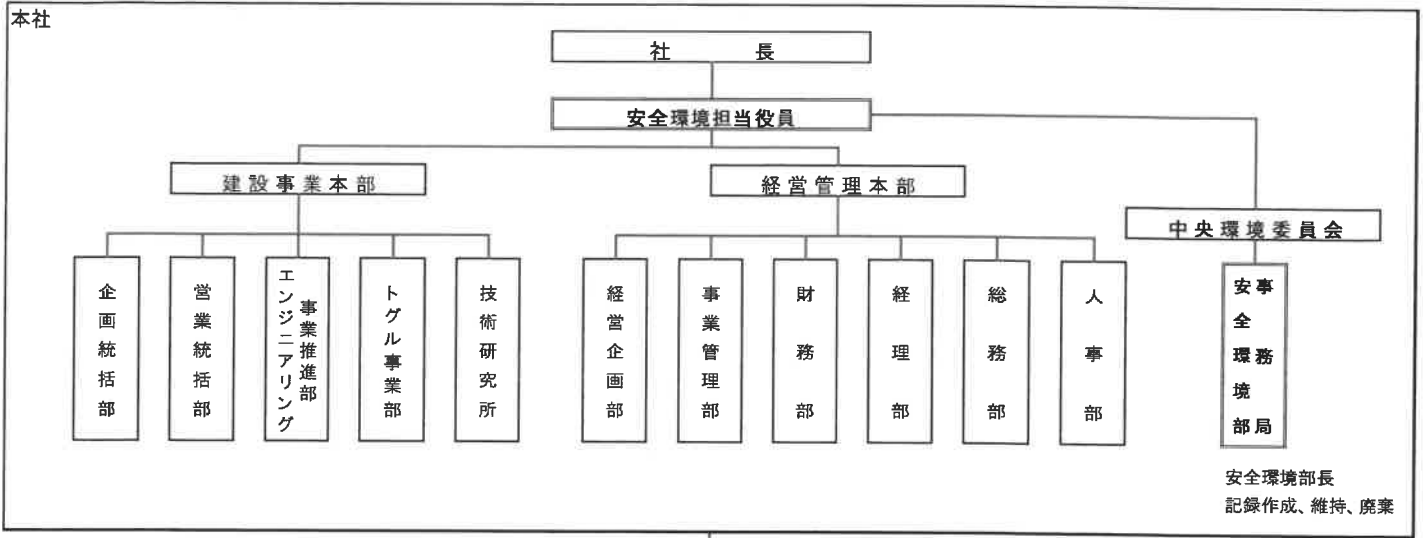 本社
社長
安全環境担当役員
建設事業本部
経営管理本部
中央環境委員会
企画統括部
営業統括部
エンジニアリング
事業推進部
トグル事業部
技術研究所
経営企画部
事業管理部
財務部
経理部
総務部
人事部
事務局
安全環境部
安全環境部長
記録作成、維持、廃棄